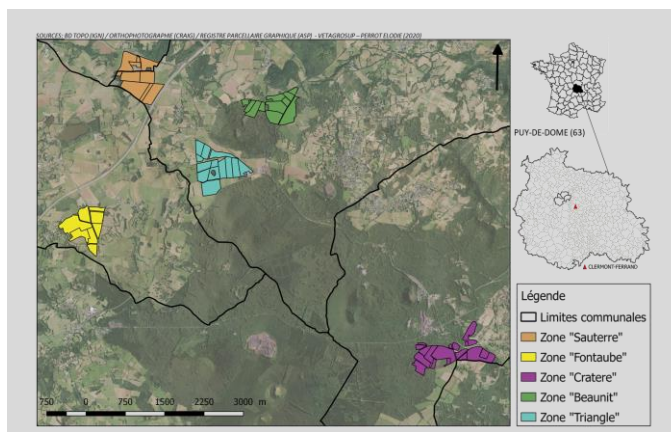 SOURCES: BD TOPO (IGN) / ORTHOPHOTOGRAPHIE (CRAIG) / REGISTRE PARCELLAIRE GRAPHIQUE (ASP) - VETAGROSUP - PERROT ELODIE (2020)
PUY-DE-DOME (63)
CLERMONT-FERRAND
Légende
Limites communales
Zone "Sauterre"
Zone "Fontaube"
Zone "Cratere"
Zone "Beaunit"
Zone "Triangle"
750 0 750 1500 2250 3000 m